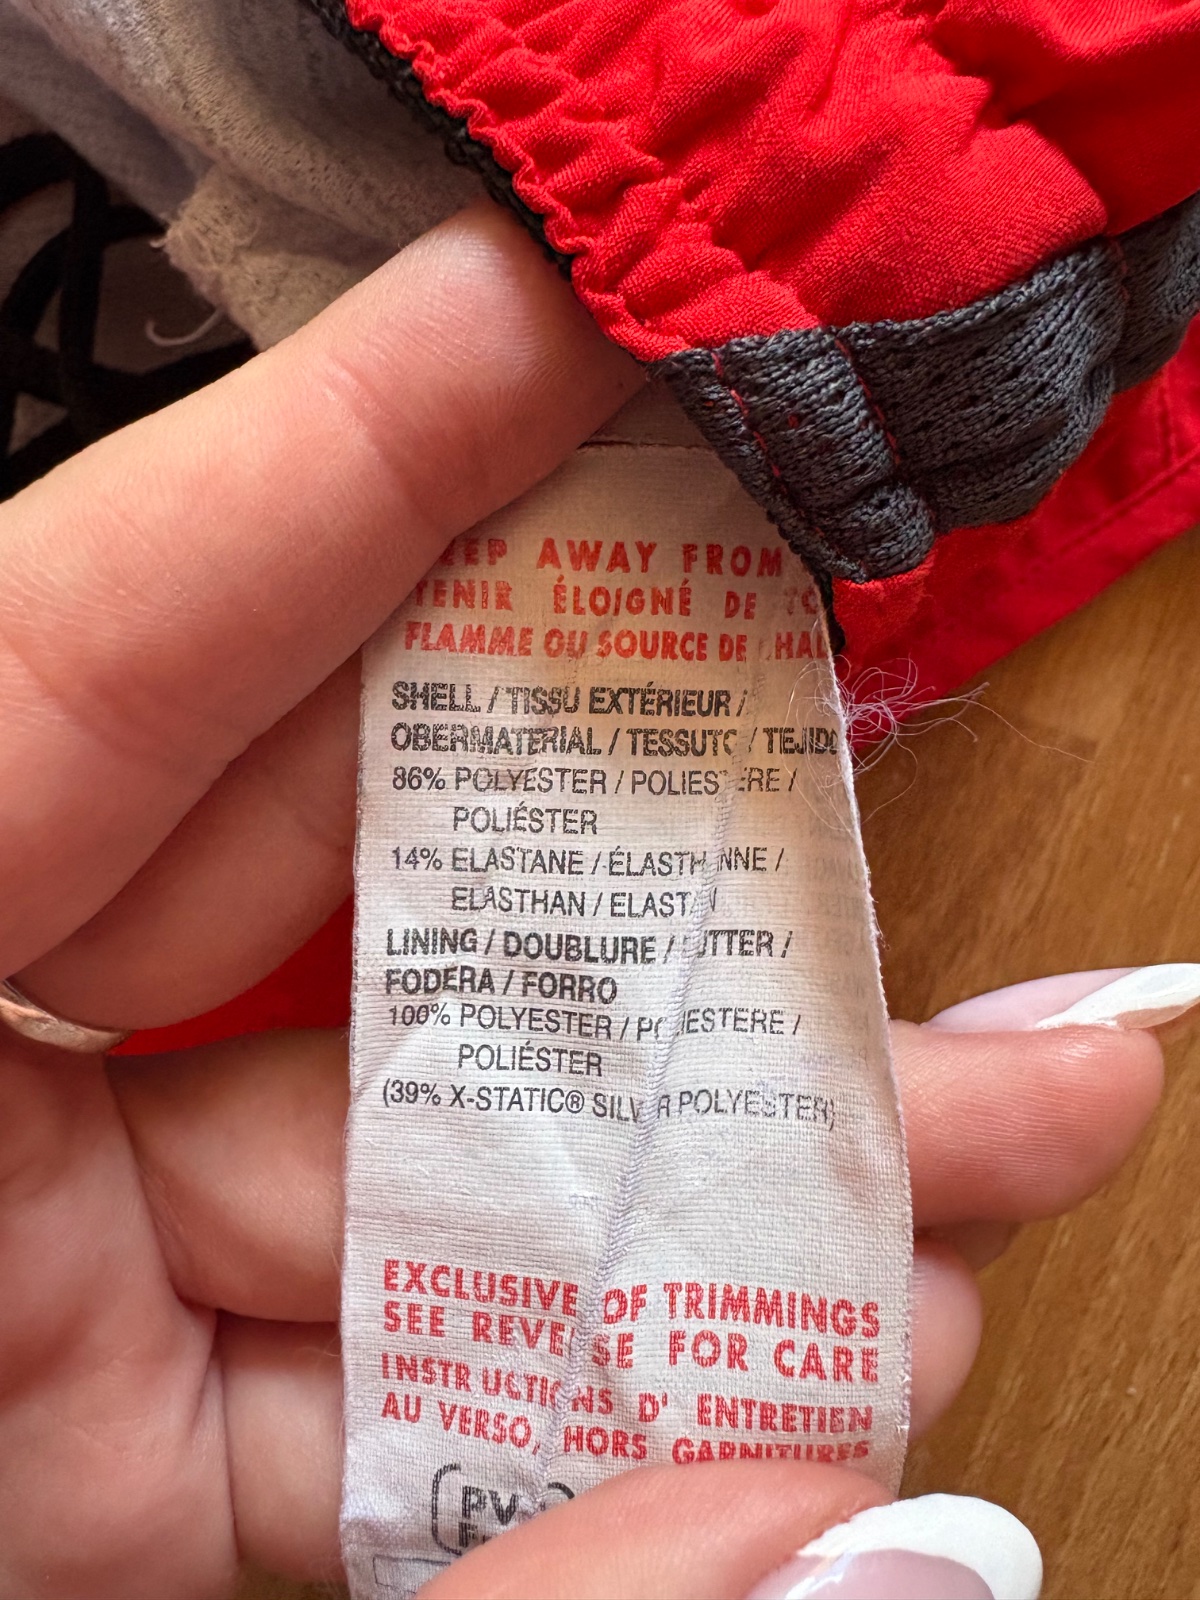 AWAY FROM
TENIR ÉLOIGNÉ DE
FLAMME OU SOURCE DE
SHELL / TISSU EXTÉRIEUR /
OBERMATERIAL / TESSUTO / TEJIDO
86% POLYESTER / POLIESTERE /
POLIÉSTER
14% ELASTANE / ÉLASTHANNE /
ELASTHAN / ELASTAN
LINING / DOUBLURE / FUTTER /
FODERA / FORRO
100% POLYESTER / POLIESTERE /
POLIÉSTER
(39% X-STATIC® SILVER POLYESTER)
EXCLUSIVE OF TRIMMINGS
SEE REVERSE FOR CARE
INSTRUCTIONS D' ENTRETIEN
AU VERSO, HORS GARNITURES